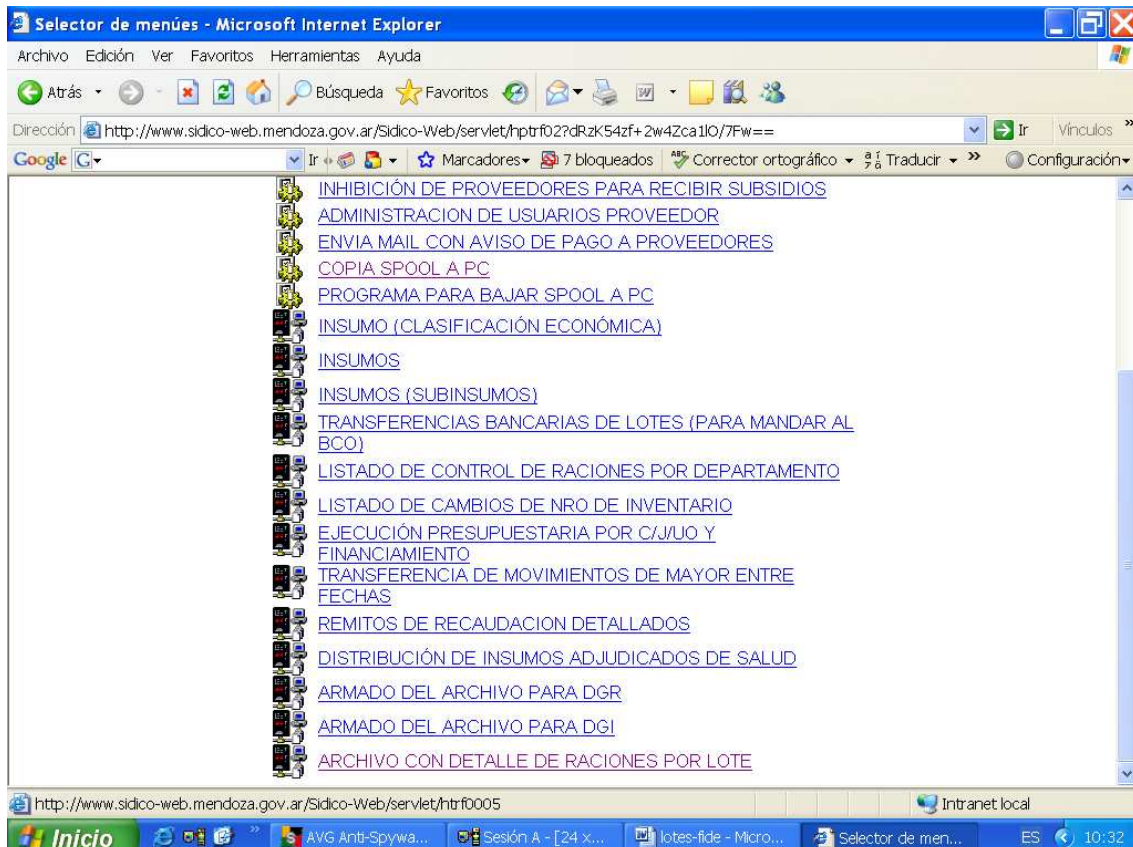 Selector de menúes - Microsoft Internet Explorer
Archivo Edición Ver Favoritos Herramientas Ayuda
Atrás Búsqueda Favoritos
Dirección http://www.sidico-web.mendoza.gov.ar/Sidico-Web/servlet/hptrf02?dRzK54zf+2w4Zca1lO/7Fw== Ir Vínculos »
Google G Ir Marcadores 7 bloqueados ABC Corrector ortográfico Traducir » Configuración
INHIBICIÓN DE PROVEEDORES PARA RECIBIR SUBSIDIOS
ADMINISTRACION DE USUARIOS PROVEEDOR
ENVIA MAIL CON AVISO DE PAGO A PROVEEDORES
COPIA SPOOL A PC
PROGRAMA PARA BAJAR SPOOL A PC
INSUMO (CLASIFICACIÓN ECONÓMICA)
INSUMOS
INSUMOS (SUBINSUMOS)
TRANSFERENCIAS BANCARIAS DE LOTES (PARA MANDAR AL
BCO)
LISTADO DE CONTROL DE RACIONES POR DEPARTAMENTO
LISTADO DE CAMBIOS DE NRO DE INVENTARIO
EJECUCIÓN PRESUPUESTARIA POR C/J/UO Y
FINANCIAMIENTO
TRANSFERENCIA DE MOVIMIENTOS DE MAYOR ENTRE
FECHAS
REMITOS DE RECAUDACION DETALLADOS
DISTRIBUCIÓN DE INSUMOS ADJUDICADOS DE SALUD
ARMADO DEL ARCHIVO PARA DGR
ARMADO DEL ARCHIVO PARA DGI
ARCHIVO CON DETALLE DE RACIONES POR LOTE
http://www.sidico-web.mendoza.gov.ar/Sidico-Web/servlet/htrf0005 Intranet local
Inicio » AVG Anti-Spywa... Sesión A - [24 x... lotes-fide - Micro... Selector de men... ES 10:32